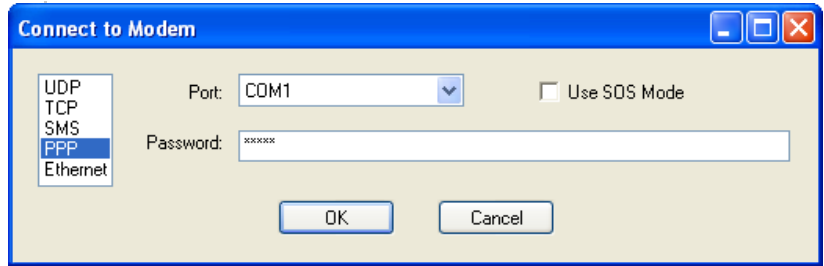 Connect to Modem
UDP
TCP
SMS
PPP
Ethernet
Port: COM1
Use SOS Mode
Password: *****
OK Cancel